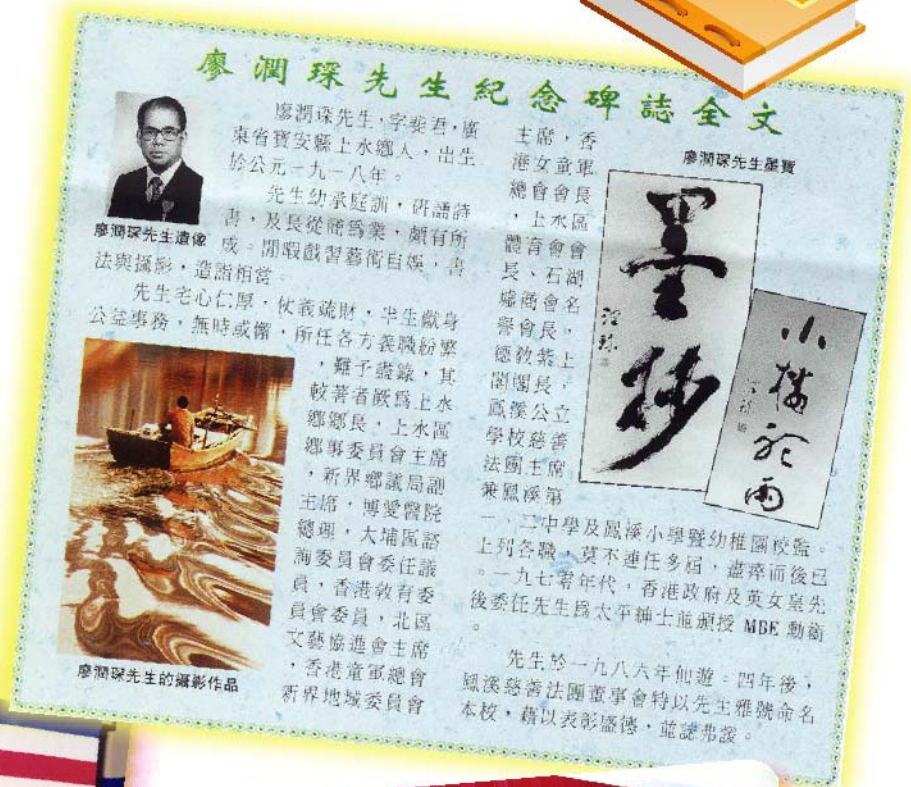 廖潤琛先生紀念碑誌全文
廖潤琛先生，字斐君，廣
東省寶安縣上水鄉人，出生
於公元一九一八年。
先生幼承庭訓，研讀詩
書，及長從商爲業，頗有所
成。閒暇戲習藝術自娛，書
法與攝影，造詣相當。
廖潤琛先生遺像
先生宅心仁厚，仗義疏財，半生獻身
公益事務，無時或懈，所任各方義職紛繁
，難予盡錄，其
較著者厥爲上水
鄉鄉長，上水區
鄉事委員會主席
，新界鄉議局副
主席，博愛醫院
總理，大埔區諮
詢委員會委任議
員，香港教育委
員會委員，北區
文藝協進會主席
，香港童軍總會
新界地域委員會
廖潤琛先生的攝影作品
主席，香
港女童軍
總會會長
，上水區
體育會會
長、石湖
墟商會名
譽會長，
德教紫上
閣閣長，
鳳溪公立
學校慈善
法團主席
兼鳳溪第
一、二中學及鳳溪小學暨幼稚園校監。
上列各職，莫不連任多屆，盡瘁而後已
。一九七零年代，香港政府及英女皇先
後委任先生爲太平紳士並頒授 MBE 勳銜
。
先生於一九八六年仙遊。四年後，
鳳溪慈善法團董事會特以先生雅號命名
本校，藉以表彰盛德，並誌弗諼。
廖潤琛先生墨寶
墨妙
潤琛
小樓聽雨
潤琛